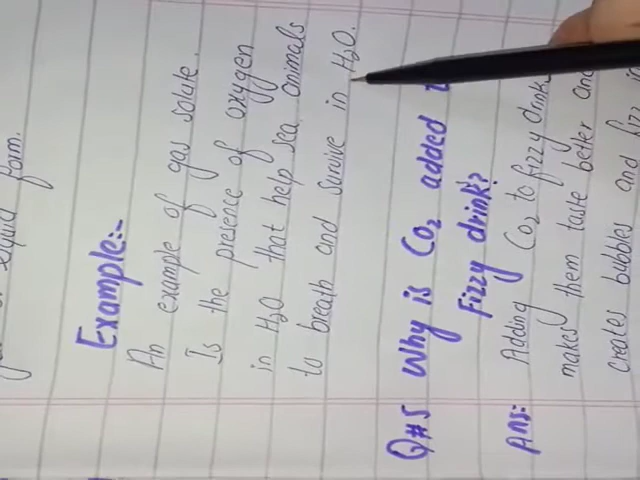 liquid form.
Example:-
An example of gas solute.
Is the presence of oxygen
in H2O that help sea animals
to breath and survive in H2O.
Q#5 Why is Co2 added
Fizzy drink?
Ans: Adding Co2 to fizzy drink
makes them taste better and
creates bubbles and fizz in